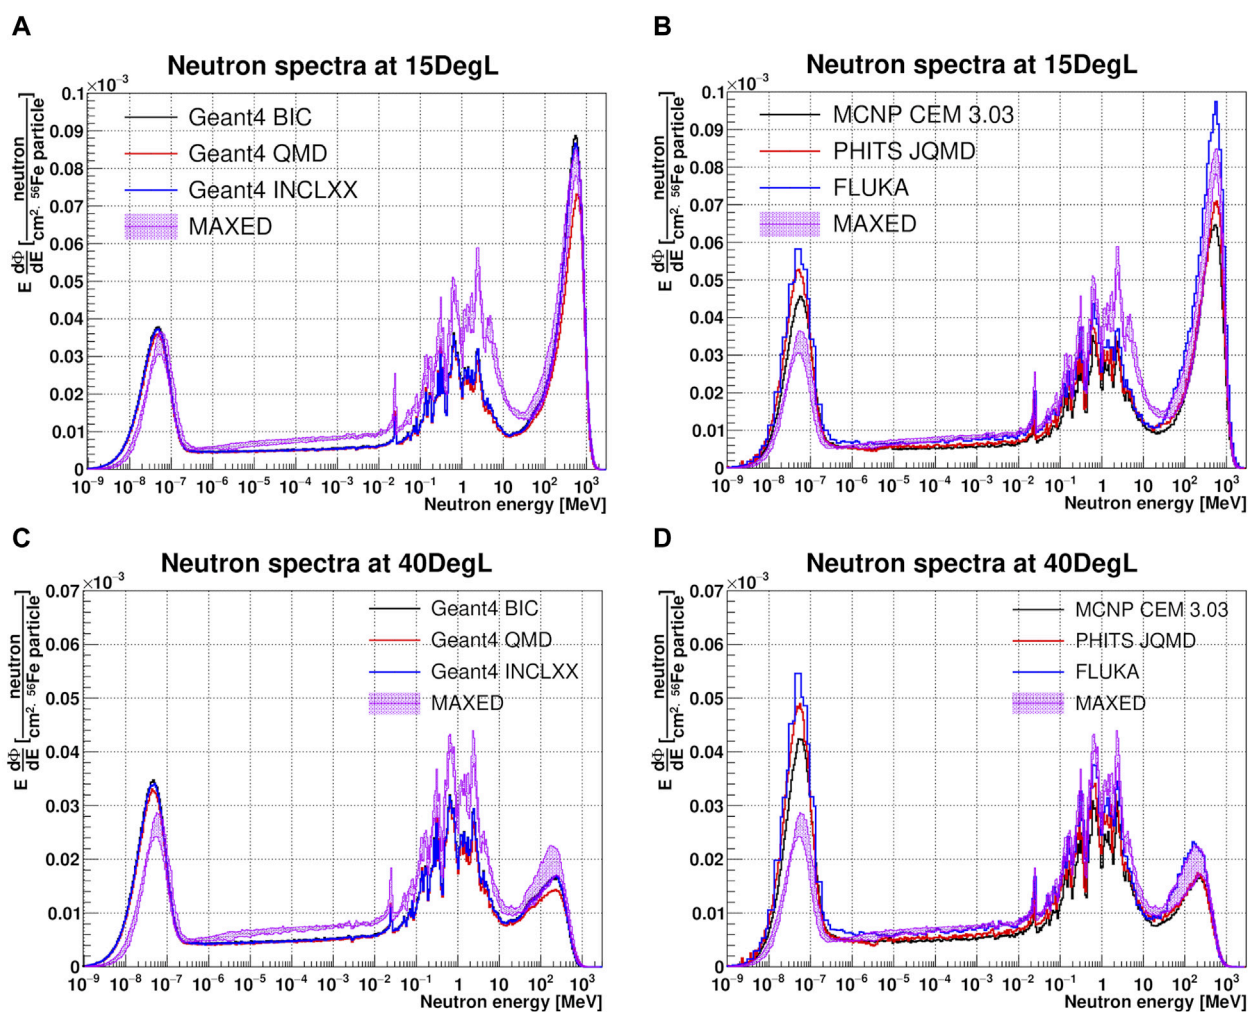 A
Neutron spectra at 15DegL
×10⁻³
E dΦ/dE [neutron / cm². ⁵⁶Fe particle]
0.1
0.09
0.08
0.07
0.06
0.05
0.04
0.03
0.02
0.01
0
Geant4 BIC
Geant4 QMD
Geant4 INCLXX
MAXED
10⁻⁹ 10⁻⁸ 10⁻⁷ 10⁻⁶ 10⁻⁵ 10⁻⁴ 10⁻³ 10⁻² 10⁻¹ 1 10 10² 10³
Neutron energy [MeV]
B
Neutron spectra at 15DegL
×10⁻³
E dΦ/dE [neutron / cm². ⁵⁶Fe particle]
0.1
0.09
0.08
0.07
0.06
0.05
0.04
0.03
0.02
0.01
0
MCNP CEM 3.03
PHITS JQMD
FLUKA
MAXED
10⁻⁹ 10⁻⁸ 10⁻⁷ 10⁻⁶ 10⁻⁵ 10⁻⁴ 10⁻³ 10⁻² 10⁻¹ 1 10 10² 10³
Neutron energy [MeV]
C
Neutron spectra at 40DegL
×10⁻³
E dΦ/dE [neutron / cm². ⁵⁶Fe particle]
0.07
0.06
0.05
0.04
0.03
0.02
0.01
0
Geant4 BIC
Geant4 QMD
Geant4 INCLXX
MAXED
10⁻⁹ 10⁻⁸ 10⁻⁷ 10⁻⁶ 10⁻⁵ 10⁻⁴ 10⁻³ 10⁻² 10⁻¹ 1 10 10² 10³
Neutron energy [MeV]
D
Neutron spectra at 40DegL
×10⁻³
E dΦ/dE [neutron / cm². ⁵⁶Fe particle]
0.07
0.06
0.05
0.04
0.03
0.02
0.01
0
MCNP CEM 3.03
PHITS JQMD
FLUKA
MAXED
10⁻⁹ 10⁻⁸ 10⁻⁷ 10⁻⁶ 10⁻⁵ 10⁻⁴ 10⁻³ 10⁻² 10⁻¹ 1 10 10² 10³
Neutron energy [MeV]